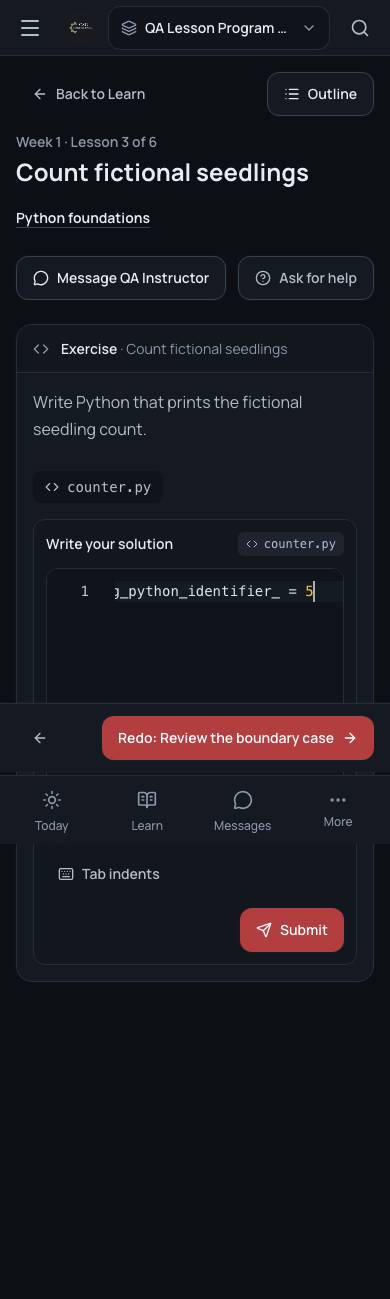 QA Lesson Program ...
Back to Learn
Outline
Week 1 · Lesson 3 of 6
Count fictional seedlings
Python foundations
Message QA Instructor
Ask for help
Exercise · Count fictional seedlings
Write Python that prints the fictional
seedling count.
counter.py
Write your solution
counter.py
1 g_python_identifier_ = 5
Redo: Review the boundary case
Today
Learn
Messages
More
Tab indents
Submit